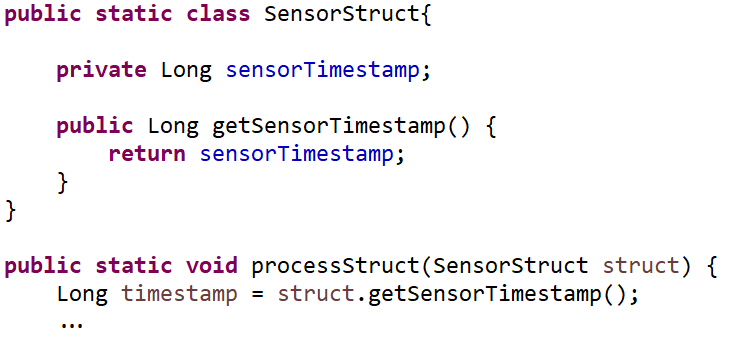 public static class SensorStruct{
private Long sensorTimestamp;
public Long getSensorTimestamp() {
return sensorTimestamp;
}
}
public static void processStruct(SensorStruct struct) {
Long timestamp = struct.getSensorTimestamp();
...